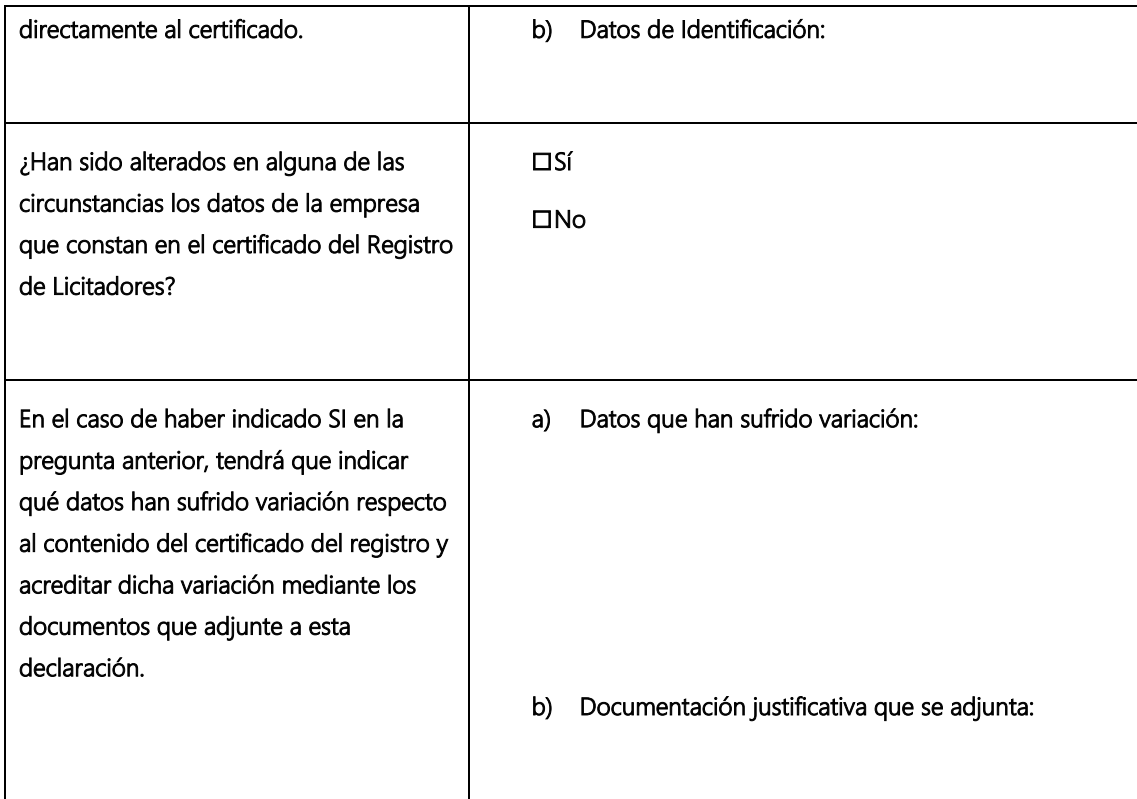 directamente al certificado.
b) Datos de Identificación:
¿Han sido alterados en alguna de las
circunstancias los datos de la empresa
que constan en el certificado del Registro
de Licitadores?
☐Sí
☐No
En el caso de haber indicado SI en la
pregunta anterior, tendrá que indicar
qué datos han sufrido variación respecto
al contenido del certificado del registro y
acreditar dicha variación mediante los
documentos que adjunte a esta
declaración.
a) Datos que han sufrido variación:
b) Documentación justificativa que se adjunta: